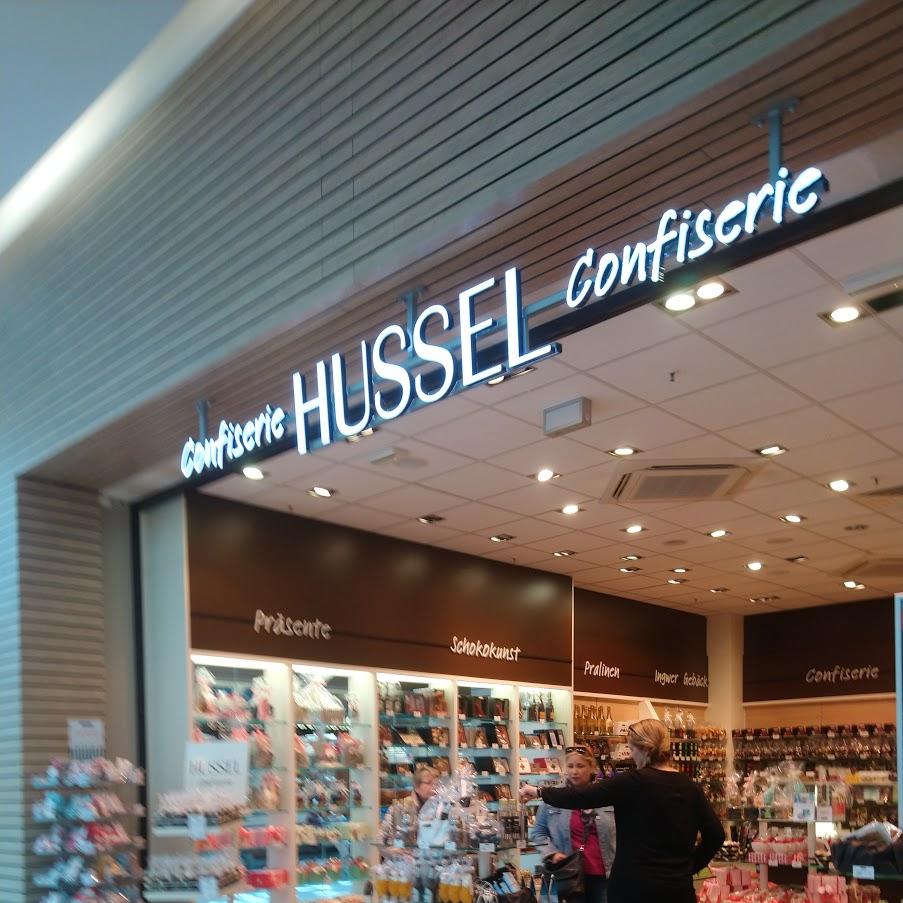 Confiserie HUSSEL Confiserie
Präsente
Schokokunst
Pralinen
Ingwer Gebäck
Confiserie
HUSSEL